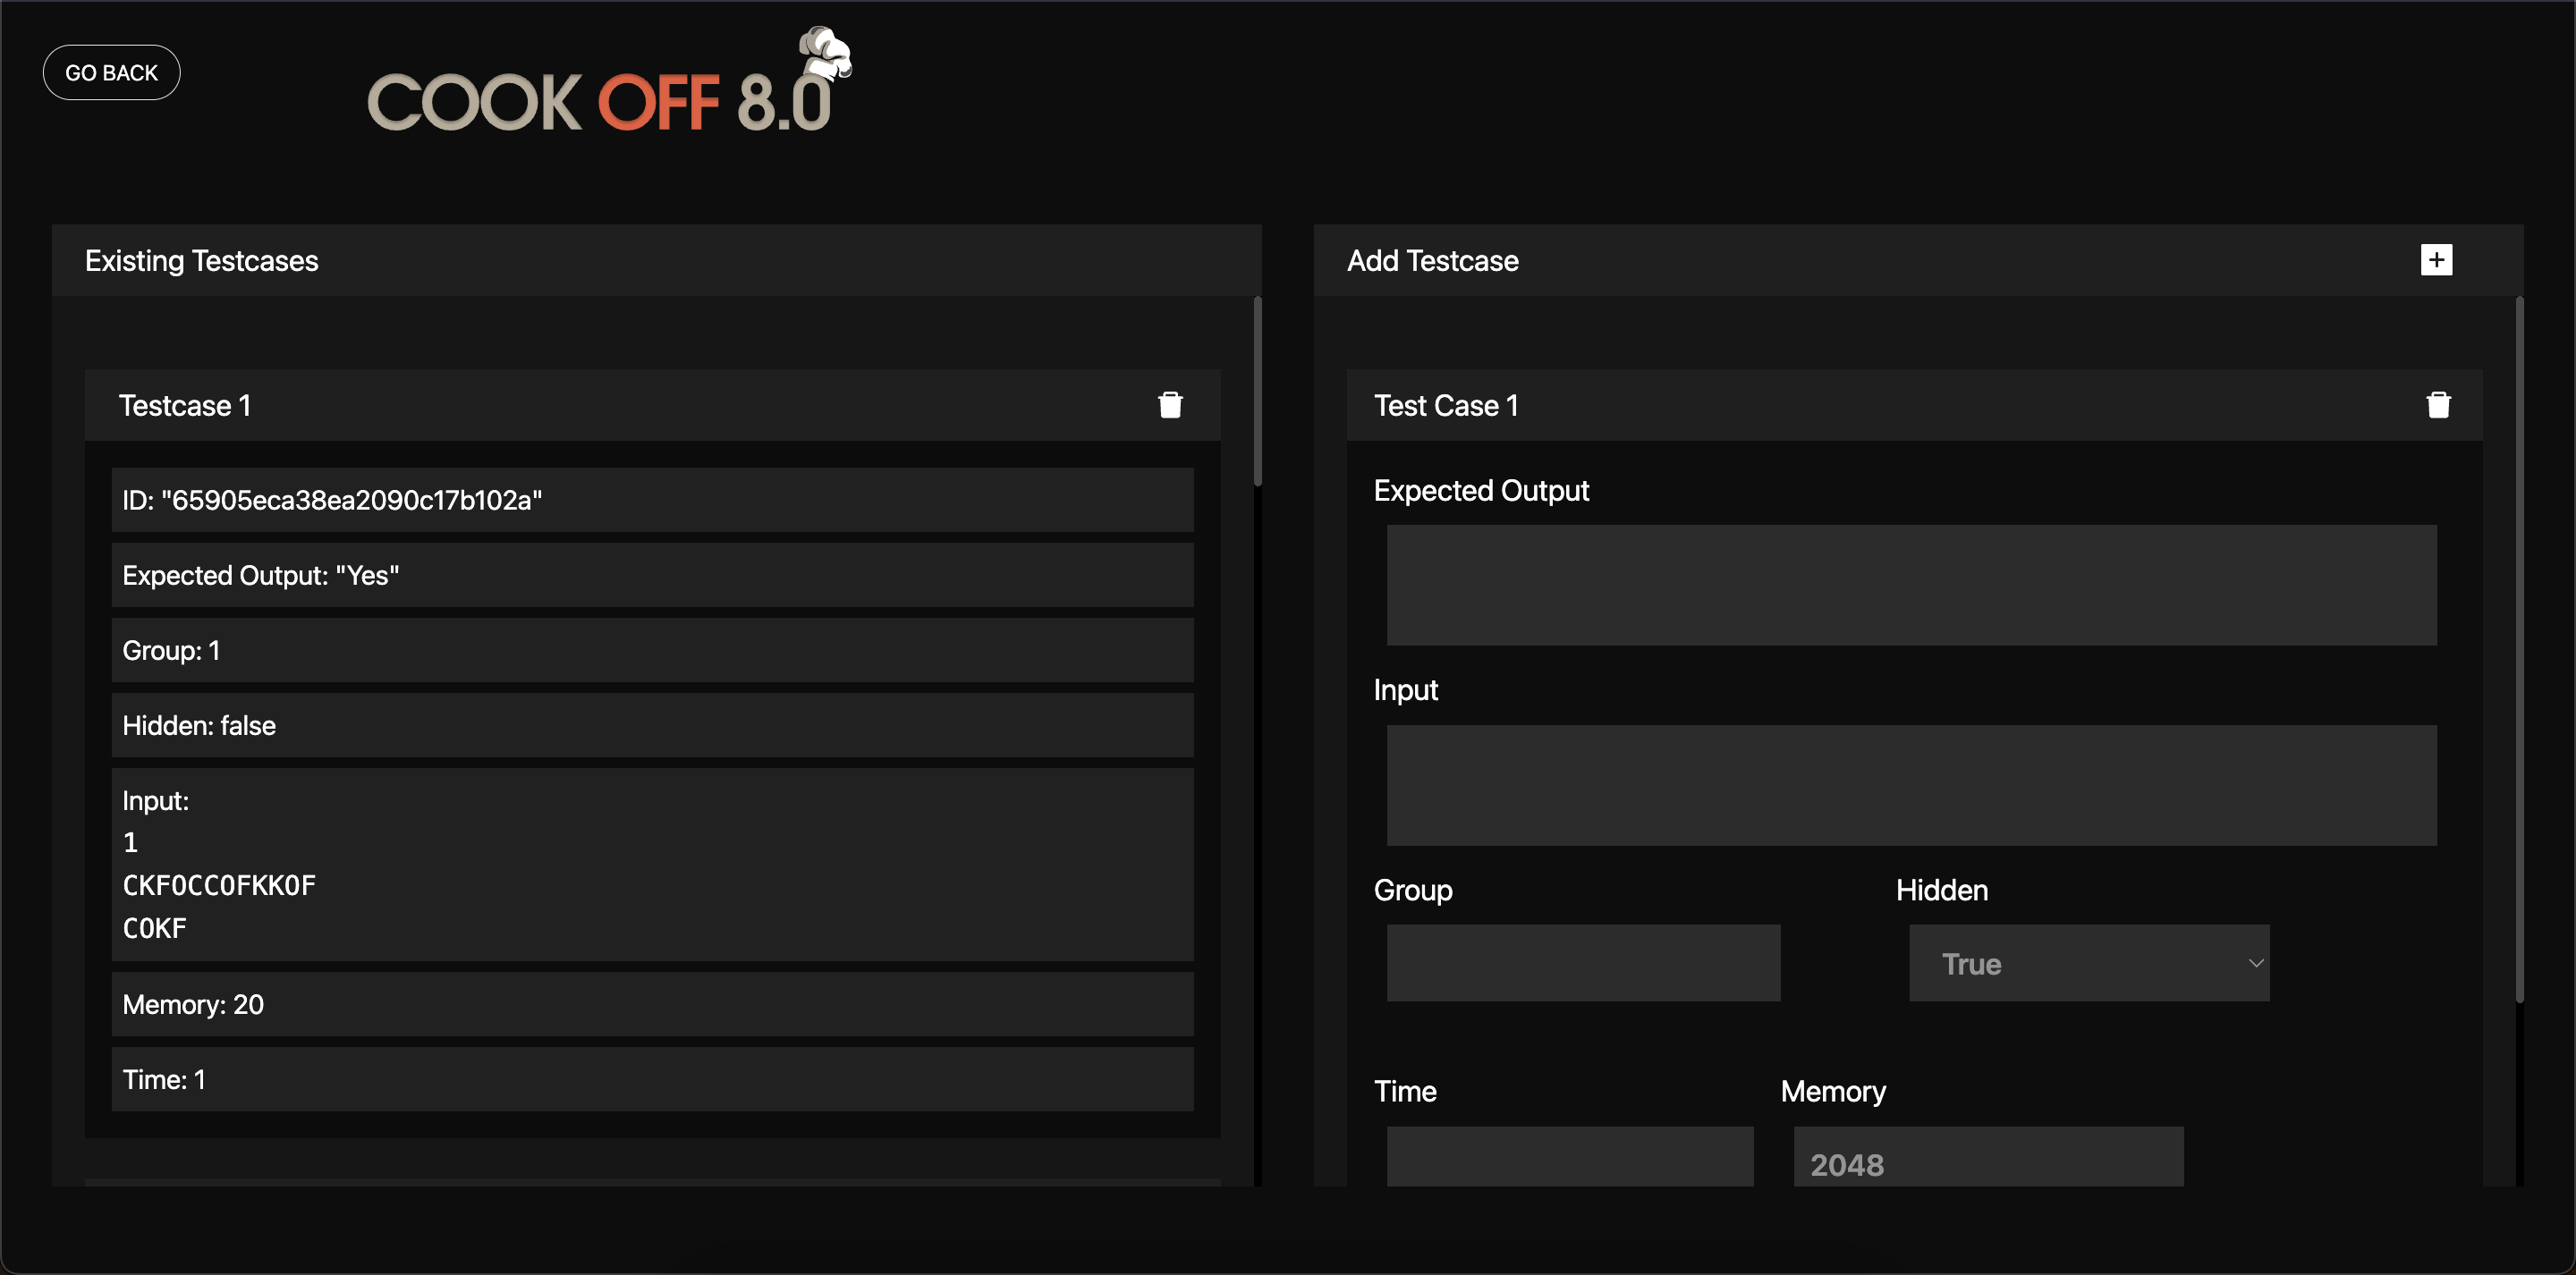 GO BACK
COOK OFF 8.0
Existing Testcases
Testcase 1
ID: "65905eca38ea2090c17b102a"
Expected Output: "Yes"
Group: 1
Hidden: false
Input:
1
CKFOCCOFKKOF
COKF
Memory: 20
Time: 1
Add Testcase
Test Case 1
Expected Output
Input
Group
Hidden
True
Time
Memory
2048